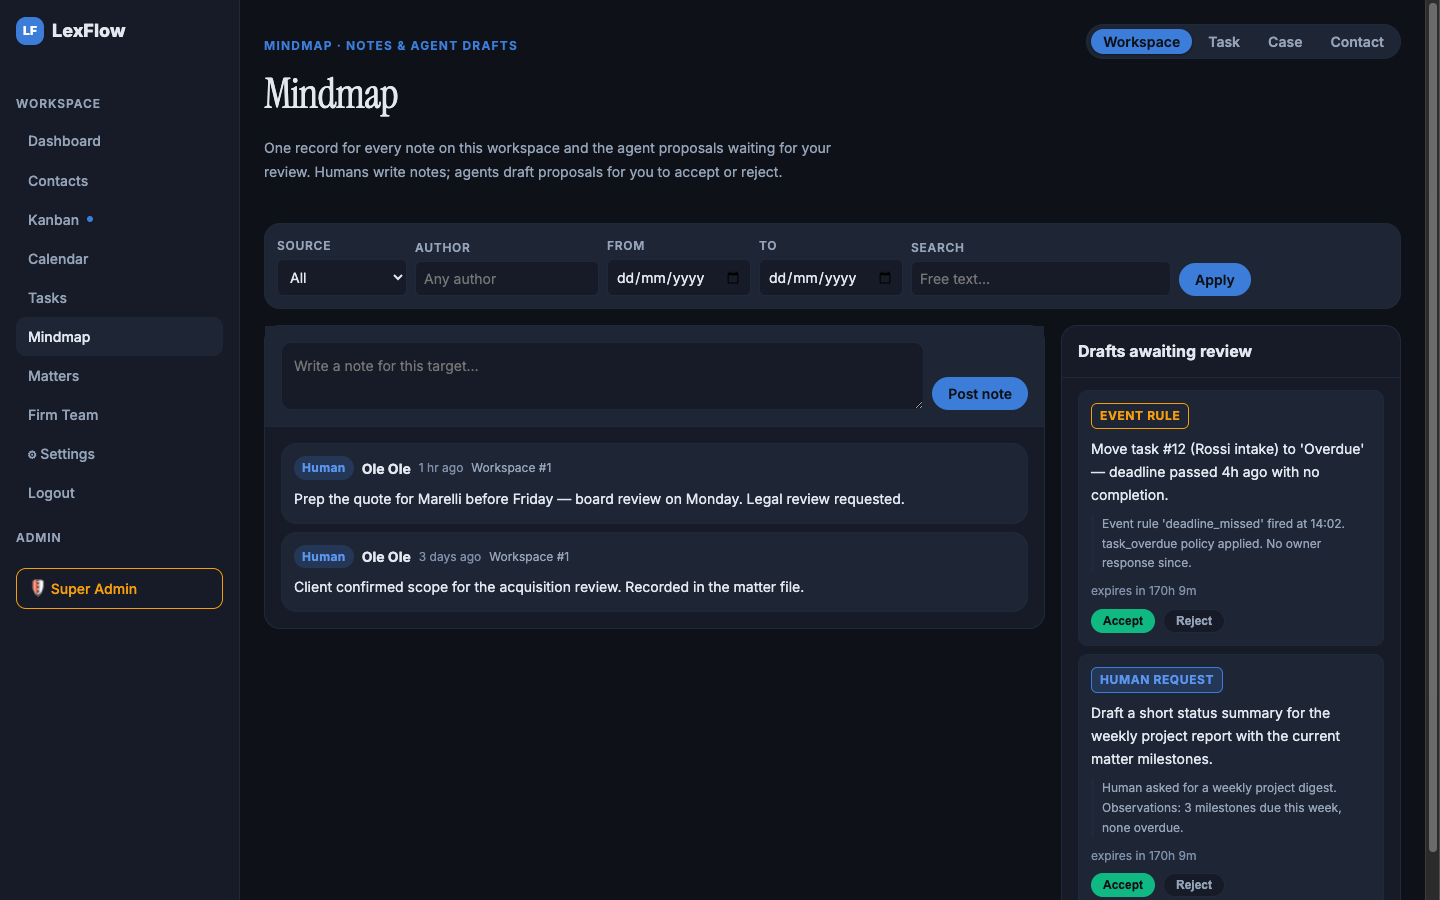 LF LexFlow
WORKSPACE
Dashboard
Contacts
Kanban
Calendar
Tasks
Mindmap
Matters
Firm Team
⚙ Settings
Logout
ADMIN
Super Admin
MINDMAP · NOTES & AGENT DRAFTS
Workspace Task Case Contact
Mindmap
One record for every note on this workspace and the agent proposals waiting for your
review. Humans write notes; agents draft proposals for you to accept or reject.
SOURCE AUTHOR FROM TO SEARCH
All Any author dd/mm/yyyy dd/mm/yyyy Free text... Apply
Write a note for this target...
Post note
Human Ole Ole 1 hr ago Workspace #1
Prep the quote for Marelli before Friday — board review on Monday. Legal review requested.
Human Ole Ole 3 days ago Workspace #1
Client confirmed scope for the acquisition review. Recorded in the matter file.
Drafts awaiting review
EVENT RULE
Move task #12 (Rossi intake) to 'Overdue'
— deadline passed 4h ago with no
completion.
Event rule 'deadline_missed' fired at 14:02.
task_overdue policy applied. No owner
response since.
expires in 170h 9m
Accept Reject
HUMAN REQUEST
Draft a short status summary for the
weekly project report with the current
matter milestones.
Human asked for a weekly project digest.
Observations: 3 milestones due this week,
none overdue.
expires in 170h 9m
Accept Reject